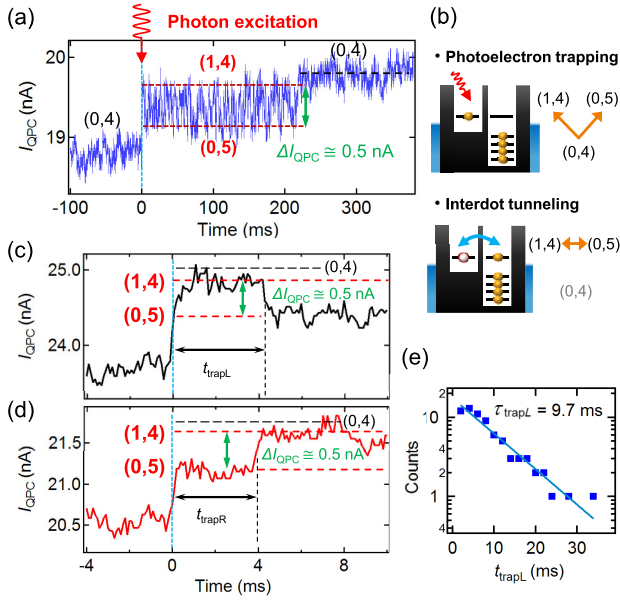 (a)
Photon excitation
(0,4)
(1,4)
(0,4)
(0,5)
ΔI_QPC ≅ 0.5 nA
I_QPC (nA)
20
19
-100
0
100
200
300
Time (ms)
(b)
• Photoelectron trapping
(1,4) (0,5)
(0,4)
• Interdot tunneling
(1,4) (0,5)
(0,4)
(c)
(0,4)
(1,4)
ΔI_QPC ≅ 0.5 nA
(0,5)
t_trapL
I_QPC (nA)
25.0
24.0
(d)
(0,4)
(1,4)
ΔI_QPC ≅ 0.5 nA
(0,5)
t_trapR
I_QPC (nA)
21.5
21.0
20.5
-4
0
4
8
Time (ms)
(e)
τ_trapL = 9.7 ms
Counts
10
1
0
10
20
30
t_trapL (ms)